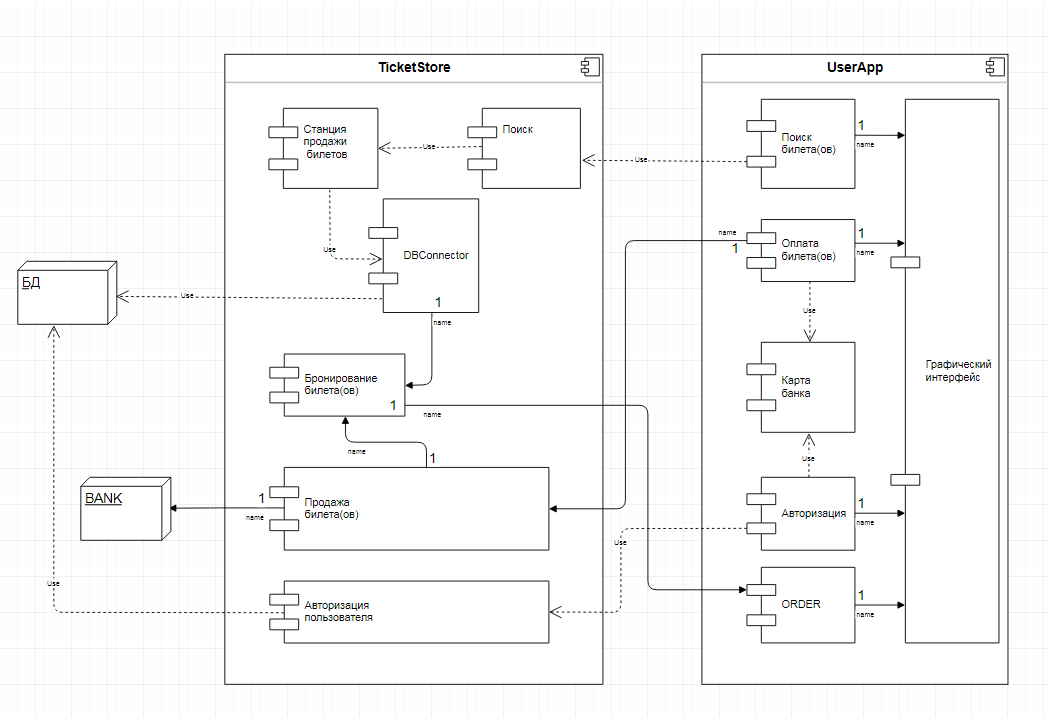 TicketStore
UserApp
Станция
продажи
билетов
Use
Поиск
Use
Поиск
билета(ов)
1
name
Use
DBConnector
1
name
name
1
Оплата
билета(ов)
1
name
БД
Use
Use
Графический
интерфейс
Бронирование
билета(ов)
1
name
Карта
банка
name
1
Use
BANK
1
name
Продажа
билета(ов)
Авторизация
1
name
Use
Use
Авторизация
пользователя
ORDER
1
name